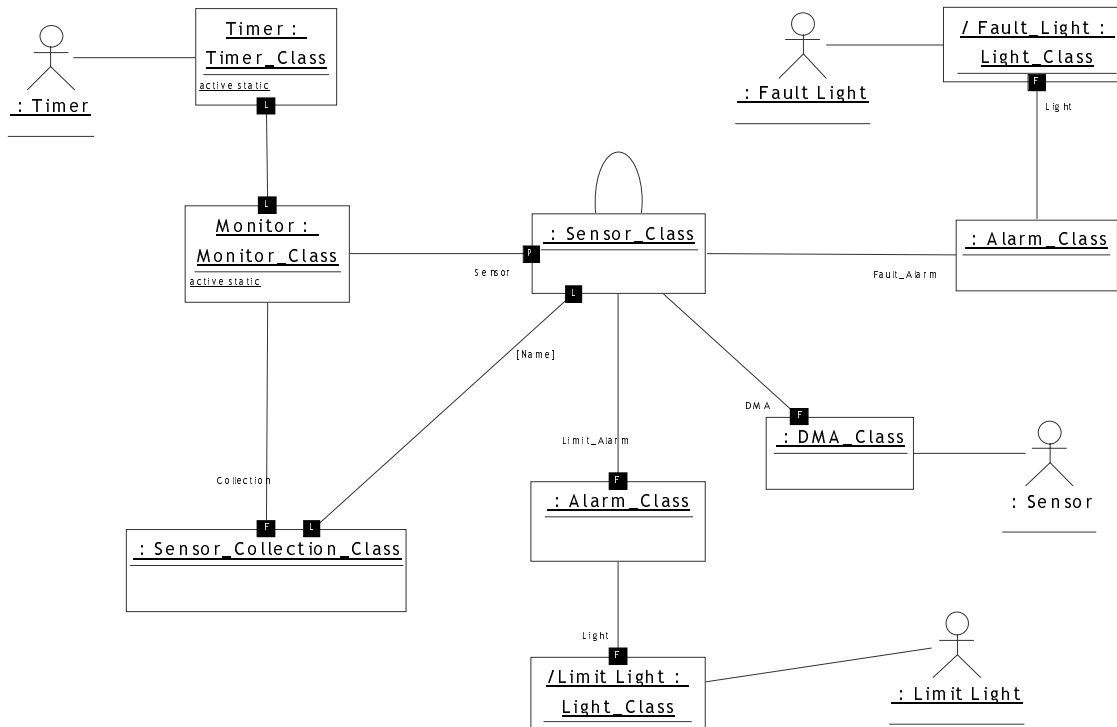 Timer :
Timer_Class
active static
L
: Timer
: Fault Light
/ Fault_Light :
Light_Class
F
Light
L
Monitor :
Monitor_Class
active static
: Sensor_Class
P
Sensor
L
: Alarm_Class
Fault_Alarm
[Name]
DMA
F
: DMA_Class
Limit_Alarm
F
: Alarm_Class
: Sensor
Collection
F
L
: Sensor_Collection_Class
Light
F
/Limit Light :
Light_Class
: Limit Light